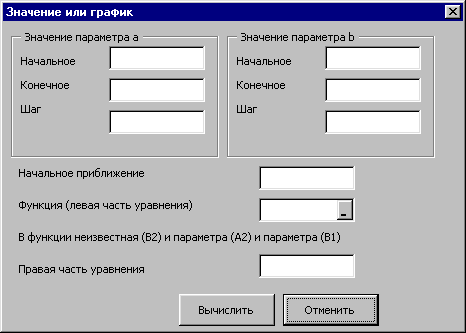 Значение или график
Значение параметра a
Значение параметра b
Начальное
Начальное
Конечное
Конечное
Шаг
Шаг
Начальное приближение
Функция (левая часть уравнения)
В функции неизвестная (B2) и параметра (A2) и параметра (B1)
Правая часть уравнения
Вычислить
Отменить